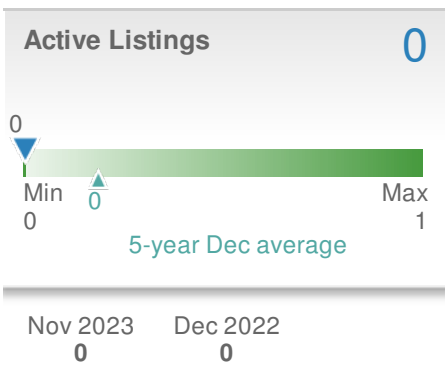 Active Listings 0
0
Min 0 Max
0 1
5-year Dec average
Nov 2023 Dec 2022
0 0